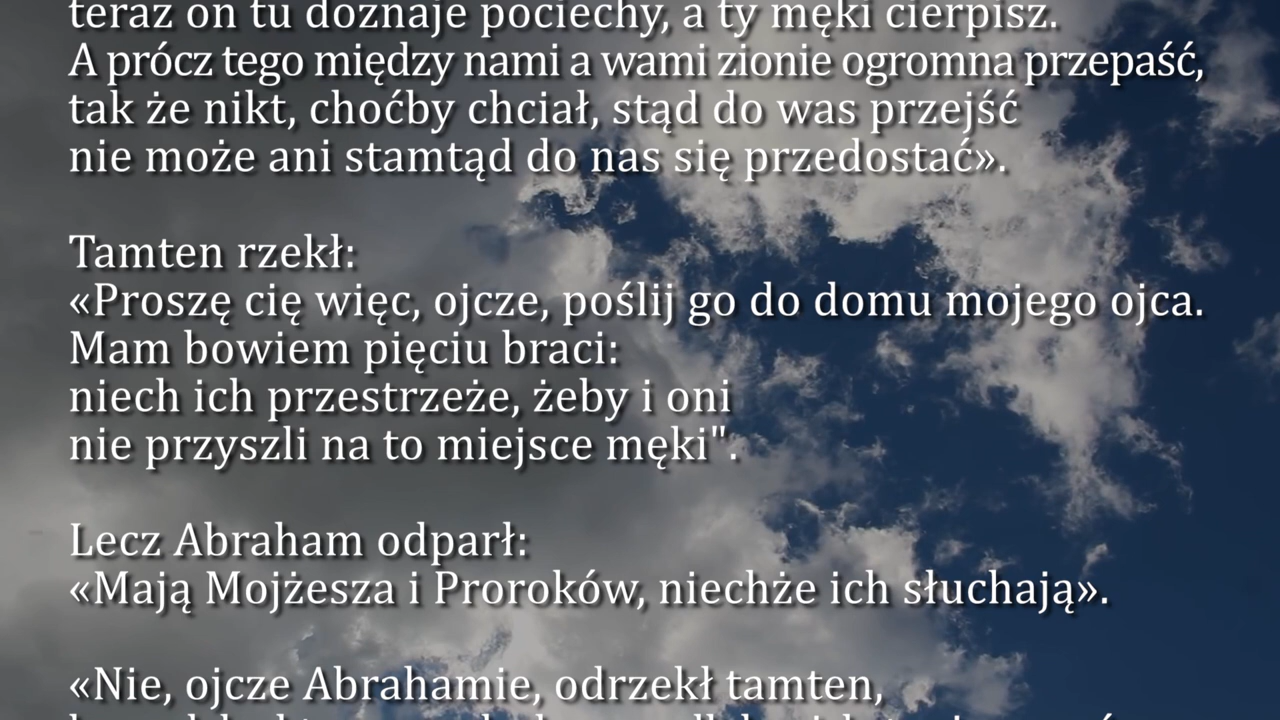 teraz on tu doznaje pociechy, a ty męki cierpisz.
A prócz tego między nami a wami zionie ogromna przepaść,
tak że nikt, choćby chciał, stąd do was przejść
nie może ani stamtąd do nas się przedostać».
Tamten rzekł:
«Proszę cię więc, ojcze, poślij go do domu mojego ojca.
Mam bowiem pięciu braci:
niech ich przestrzeże, żeby i oni
nie przyszli na to miejsce męki".
Lecz Abraham odparł:
«Mają Mojżesza i Proroków, niechże ich słuchają».
«Nie, ojcze Abrahamie, odrzekł tamten,